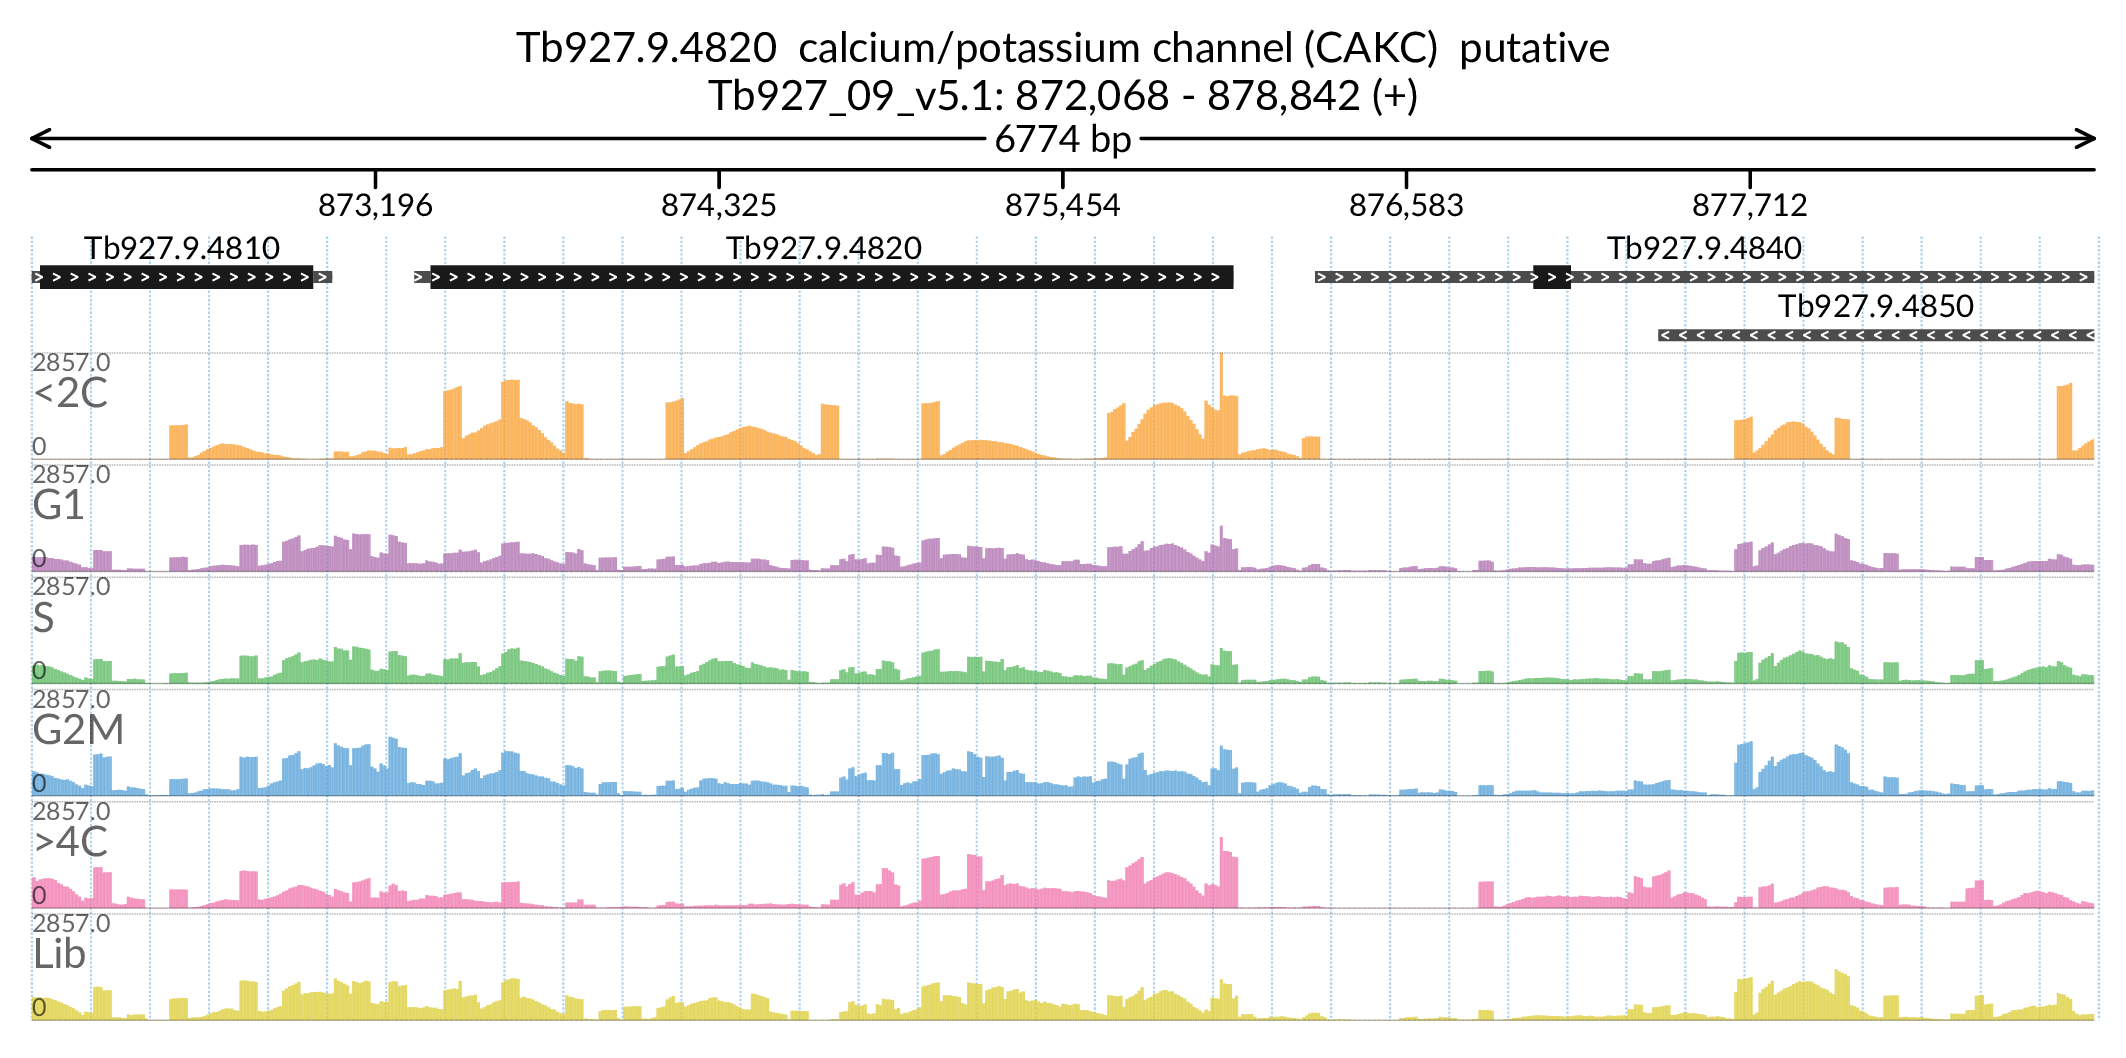 Tb927.9.4820 calcium/potassium channel (CAKC) putative
Tb927_09_v5.1: 872,068 - 878,842 (+)
6774 bp
873,196 874,325 875,454 876,583 877,712
Tb927.9.4810 Tb927.9.4820 Tb927.9.4840
Tb927.9.4850
2857.0
<2C
0
2857.0
G1
0
2857.0
S
0
2857.0
G2M
0
2857.0
>4C
0
2857.0
Lib
0